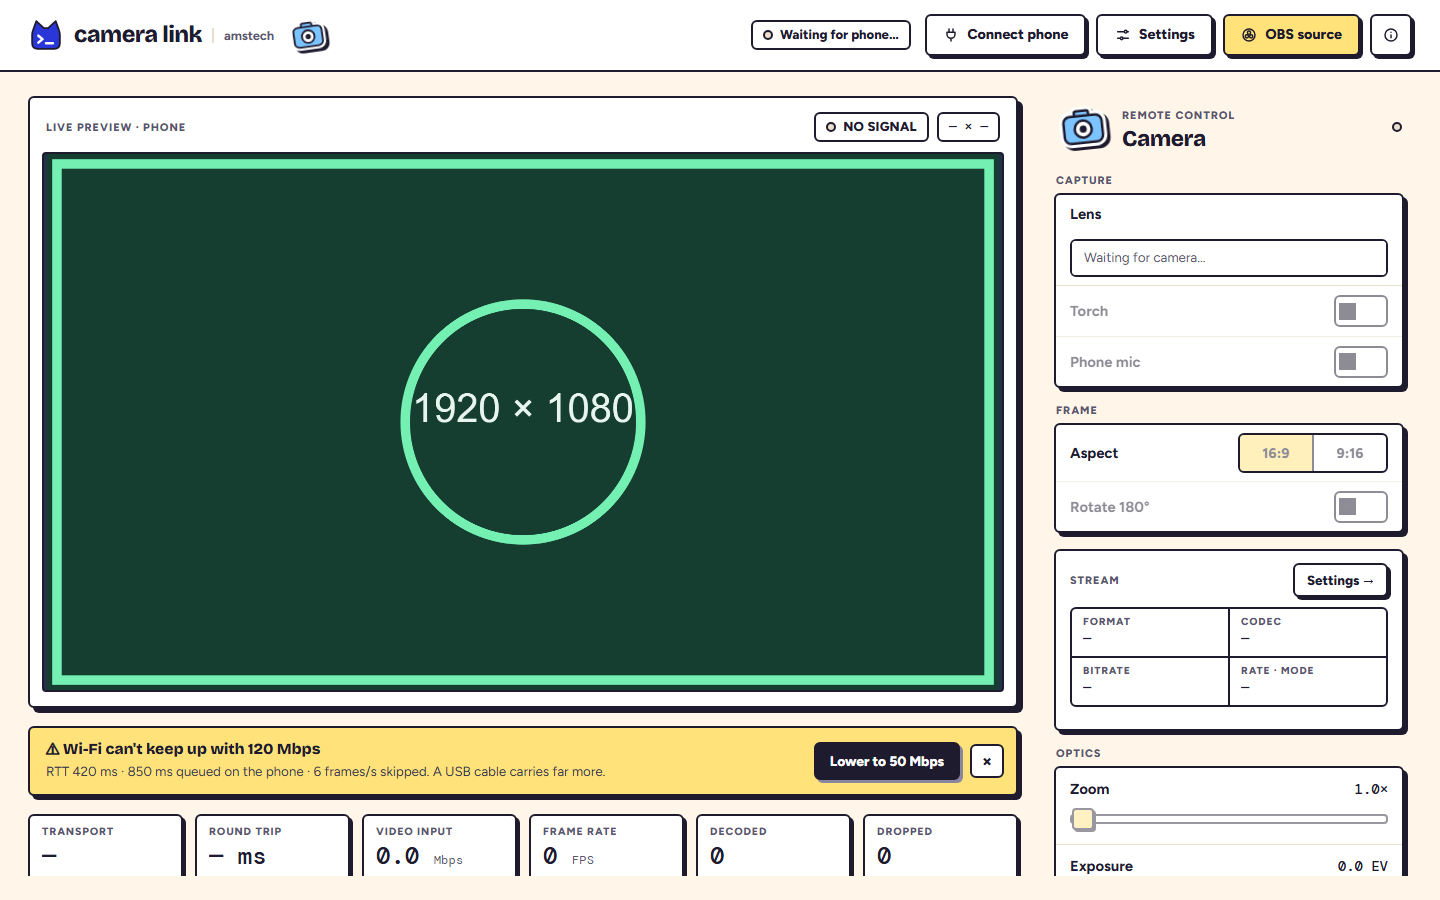 camera link
amstech
Waiting for phone...
Connect phone
Settings
OBS source
LIVE PREVIEW · PHONE
NO SIGNAL
— × —
1920 × 1080
⚠ Wi-Fi can't keep up with 120 Mbps
RTT 420 ms · 850 ms queued on the phone · 6 frames/s skipped. A USB cable carries far more.
Lower to 50 Mbps
×
TRANSPORT
—
ROUND TRIP
— ms
VIDEO INPUT
0.0 Mbps
FRAME RATE
0 FPS
DECODED
0
DROPPED
0
REMOTE CONTROL
Camera
CAPTURE
Lens
Waiting for camera...
Torch
Phone mic
FRAME
Aspect
16:9
9:16
Rotate 180°
STREAM
Settings →
FORMAT
—
CODEC
—
BITRATE
—
RATE · MODE
—
OPTICS
Zoom
1.0×
Exposure
0.0 EV